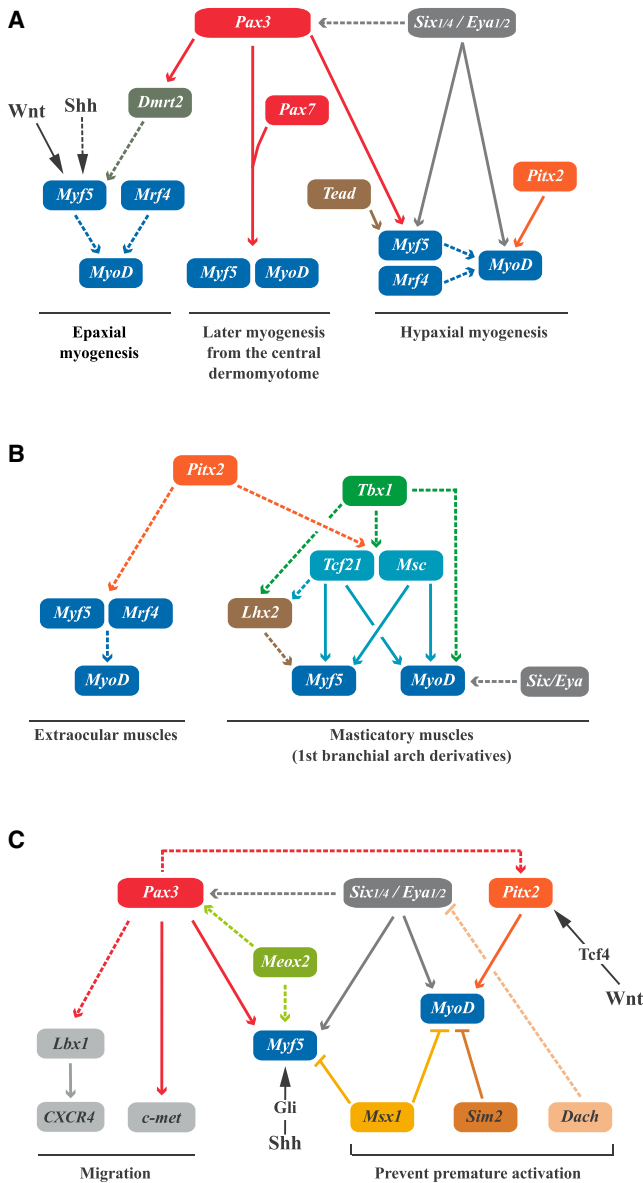 A
Pax3
Six1/4 / Eya1/2
Wnt
Shh
Dmrt2
Pax7
Pitx2
Myf5
Mrf4
Tead
Myf5
MyoD
MyoD
Myf5
MyoD
Mrf4
Epaxial
myogenesis
Later myogenesis
from the central
dermomyotome
Hypaxial myogenesis
B
Pitx2
Tbx1
Tcf21
Msc
Myf5
Mrf4
Lhx2
MyoD
Myf5
MyoD
Six/Eya
Extraocular muscles
Masticatory muscles
(1st branchial arch derivatives)
C
Pax3
Six1/4 / Eya1/2
Pitx2
Meox2
Tcf4
Wnt
Lbx1
Myf5
MyoD
CXCR4
c-met
Gli
Shh
Msx1
Sim2
Dach
Migration
Prevent premature activation